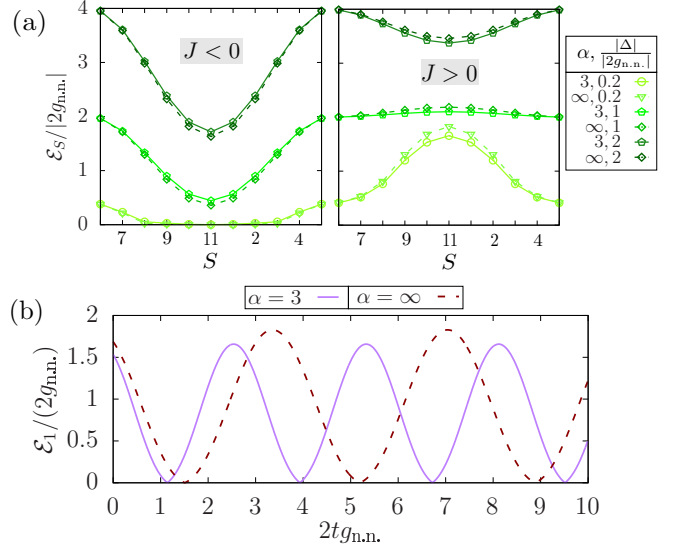 (a)
4
3
2
1
0
ℰ_S/|2g_n.n.|
J < 0
7 9 11 2 4
S
J > 0
7 9 11 2 4
S
α, |Δ|/|2g_n.n.|
3, 0.2
∞, 0.2
3, 1
∞, 1
3, 2
∞, 2
(b)
α = 3 α = ∞
2
1.5
1
0.5
0
ℰ_1/(2g_n.n.)
0 1 2 3 4 5 6 7 8 9 10
2tg_n.n.